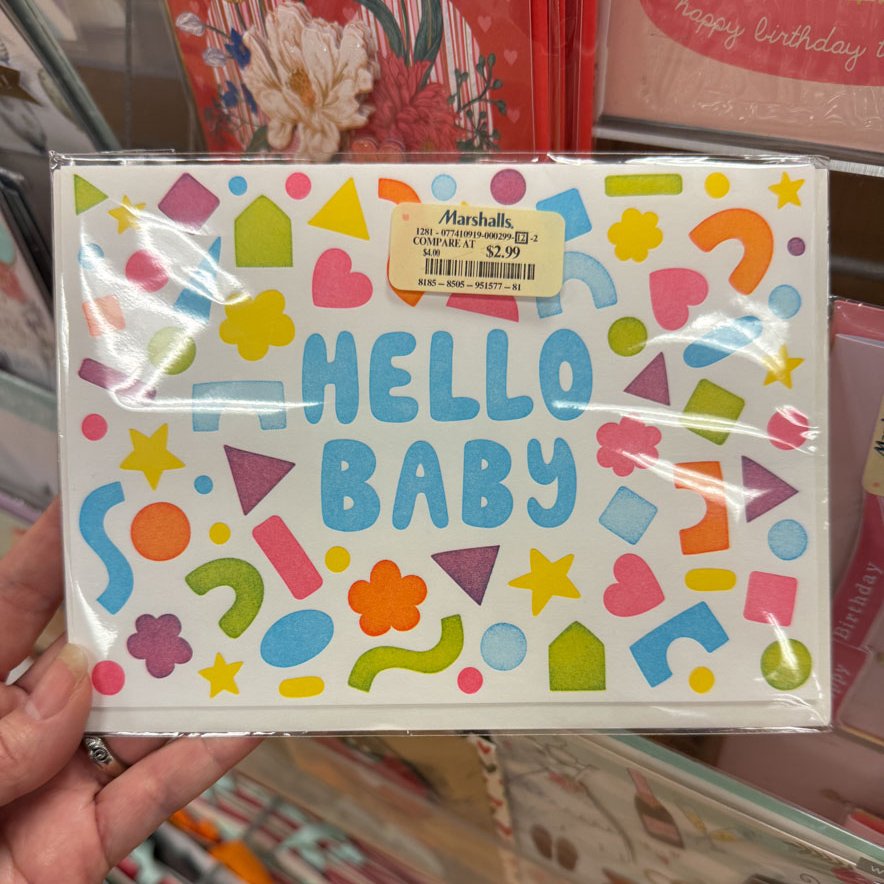 happy birthday t
Marshalls.
1281 - 077410919-000299-12-2
COMPARE AT $2.99
$4.00
8185 - 8505 - 951577 - 81
HELLO
BABY
Birthday